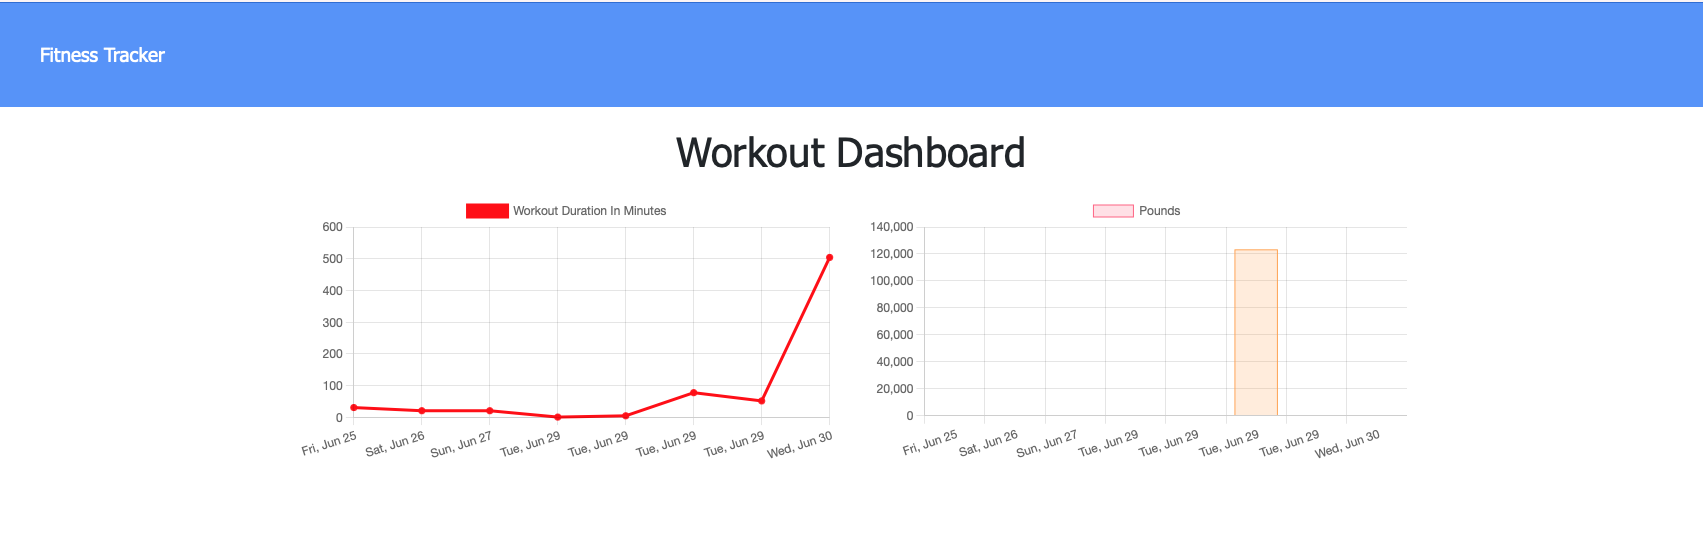 Fitness Tracker
Workout Dashboard
Workout Duration In Minutes
600
500
400
300
200
100
0
Fri, Jun 25
Sat, Jun 26
Sun, Jun 27
Tue, Jun 29
Tue, Jun 29
Tue, Jun 29
Tue, Jun 29
Wed, Jun 30
Pounds
140,000
120,000
100,000
80,000
60,000
40,000
20,000
0
Fri, Jun 25
Sat, Jun 26
Sun, Jun 27
Tue, Jun 29
Tue, Jun 29
Tue, Jun 29
Tue, Jun 29
Wed, Jun 30